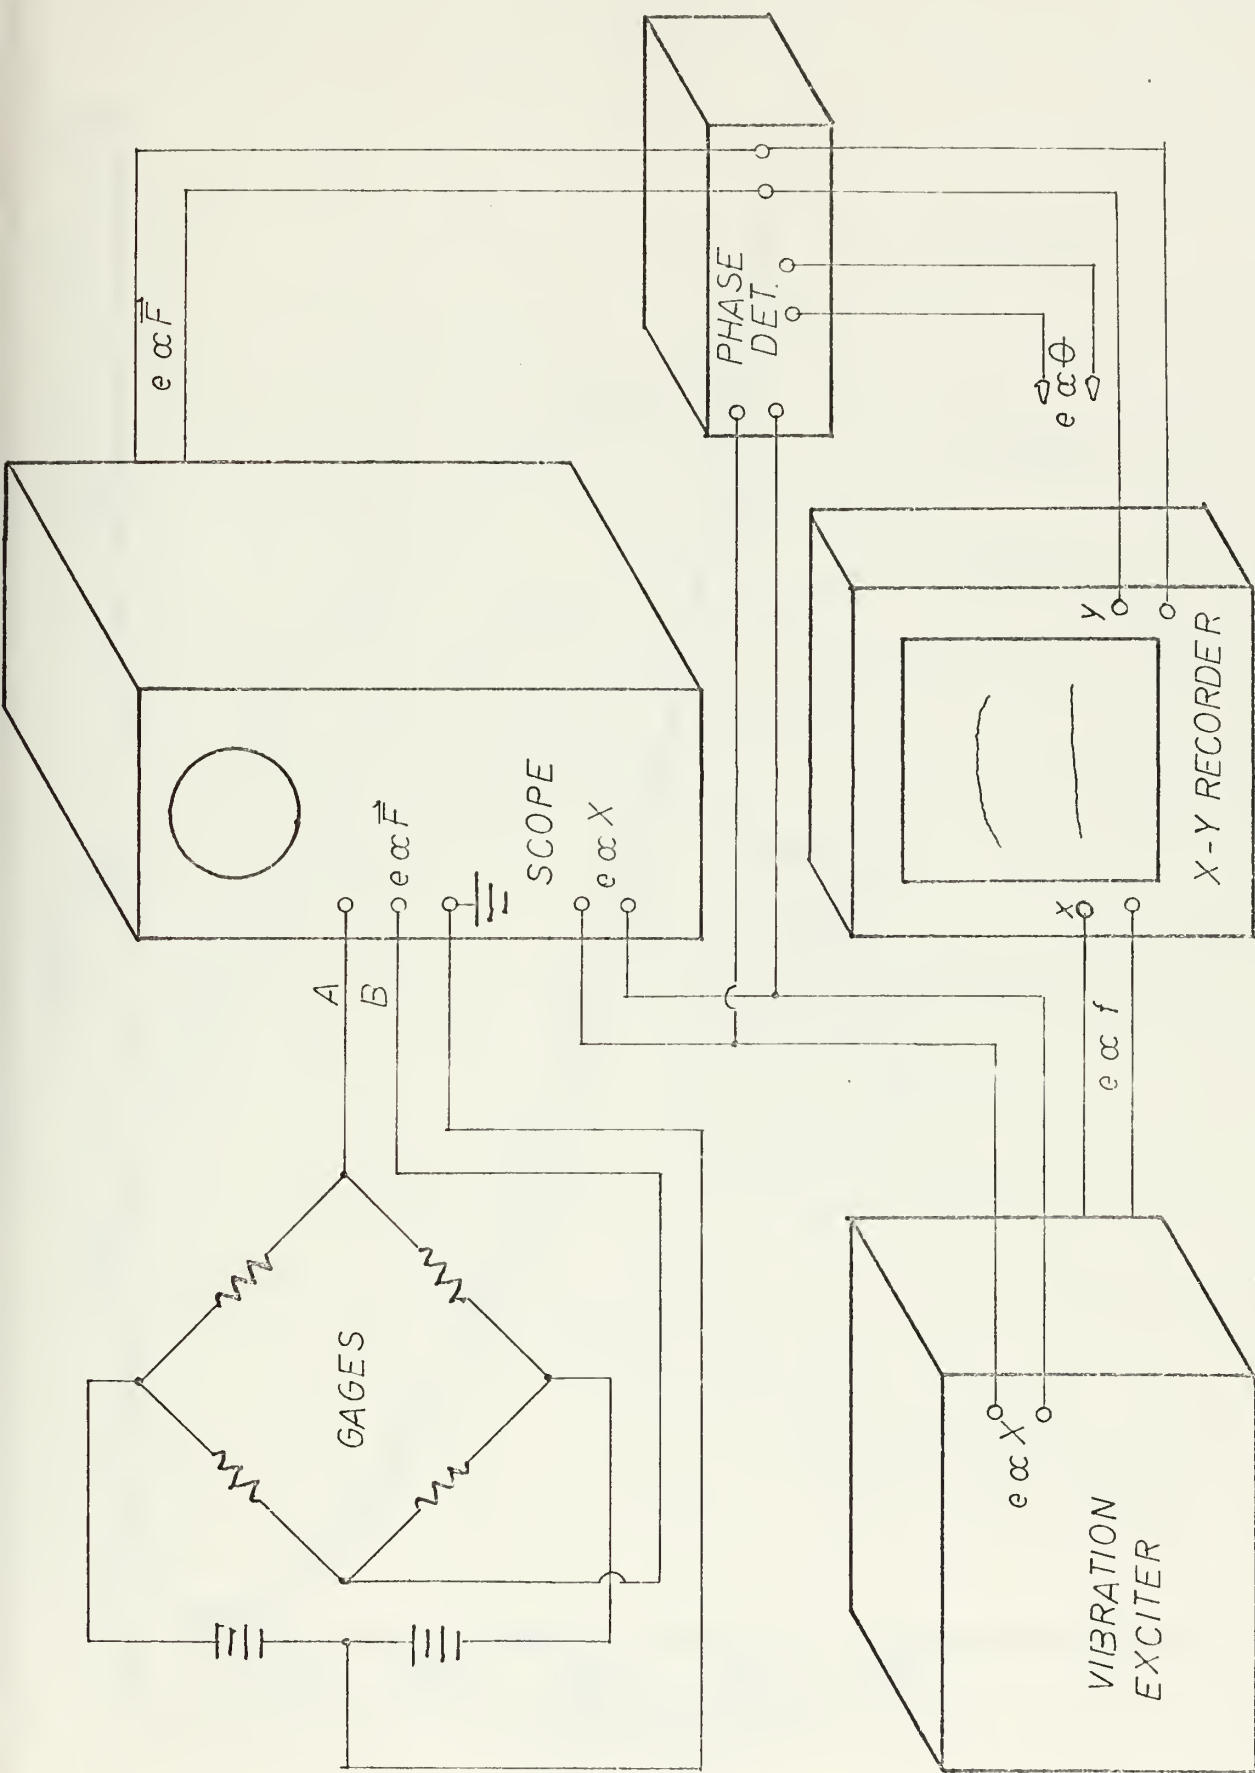 e ∝ F⃗
PHASE
DET.
e ∝ θ
A
B
e ∝ F⃗
SCOPE
e ∝ X
GAGES
y
X-Y RECORDER
x
e ∝ f
e ∝ X
VIBRATION
EXCITER